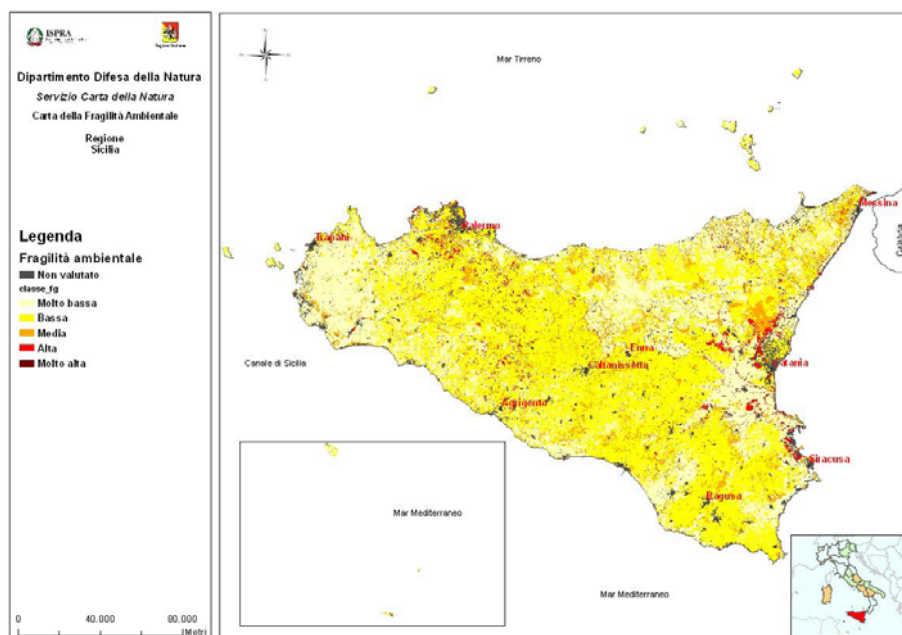 ISPRA
Dipartimento Difesa della Natura
Servizio Carta della Natura
Carta della Fragilità Ambientale
Regione
Sicilia
Legenda
Fragilità ambientale
Non valutato
classe_fg
Molto bassa
Bassa
Media
Alta
Molto alta
0 40.000 80.000
Metri
Mar Tirreno
Messina
Calabria
Palermo
Trapani
Enna
Caltanissetta
Catania
Canale di Sicilia
Agrigento
Siracusa
Ragusa
Mar Mediterraneo
Mar Mediterraneo